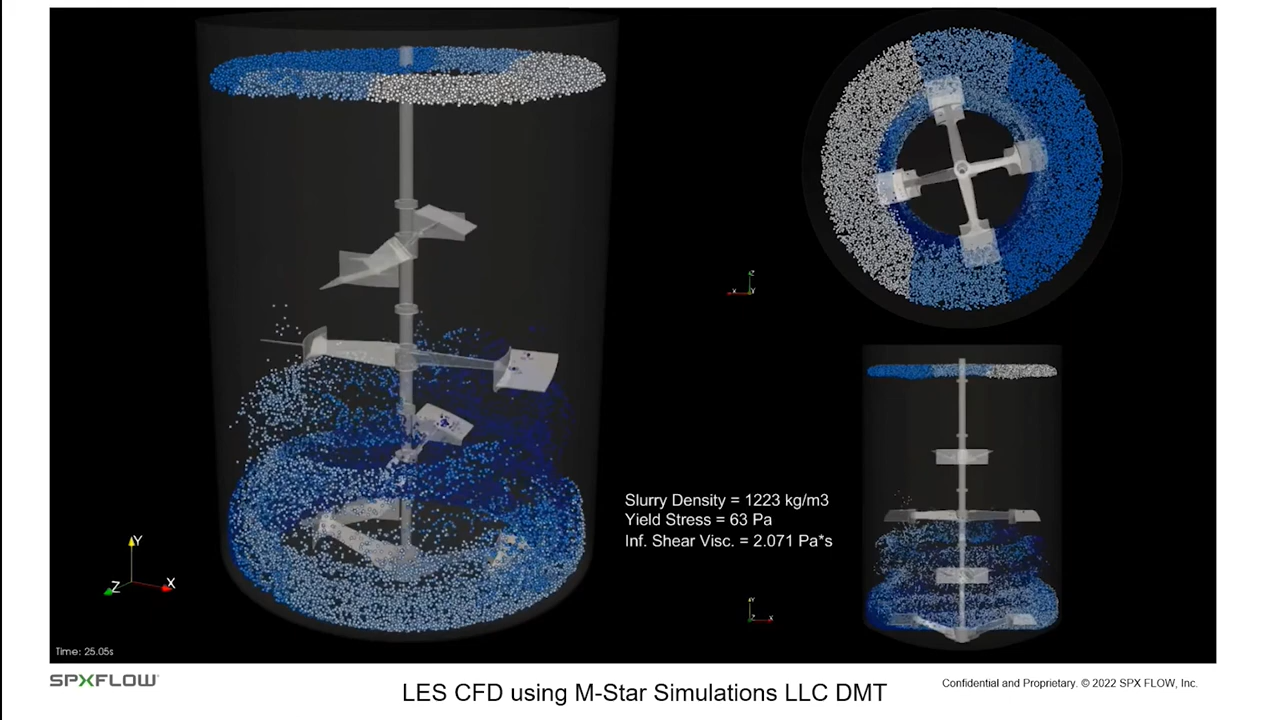 Z
X
Y
Slurry Density = 1223 kg/m3
Yield Stress = 63 Pa
Inf. Shear Visc. = 2.071 Pa*s
Y
Z
X
Y
Z
X
Time: 25.05s
SPXFLOW
LES CFD using M-Star Simulations LLC DMT
Confidential and Proprietary. © 2022 SPX FLOW, Inc.